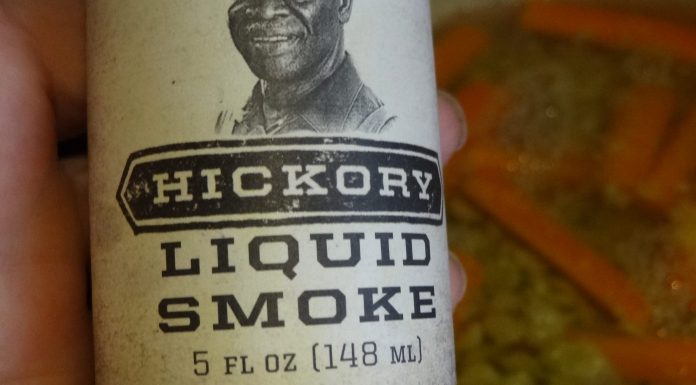 HICKORY
LIQUID
SMOKE
5 FL OZ (148 ML)